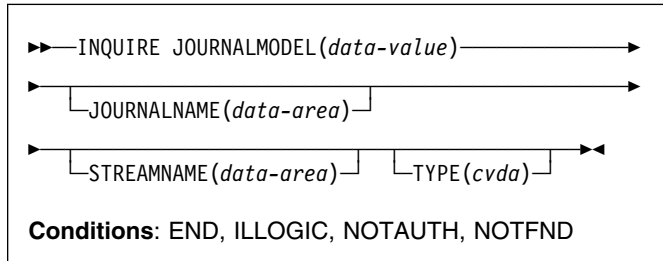 INQUIRE JOURNALMODEL(data-value)
JOURNALNAME(data-area)
STREAMNAME(data-area) TYPE(cvda)
Conditions: END, ILLOGIC, NOTAUTH, NOTFND